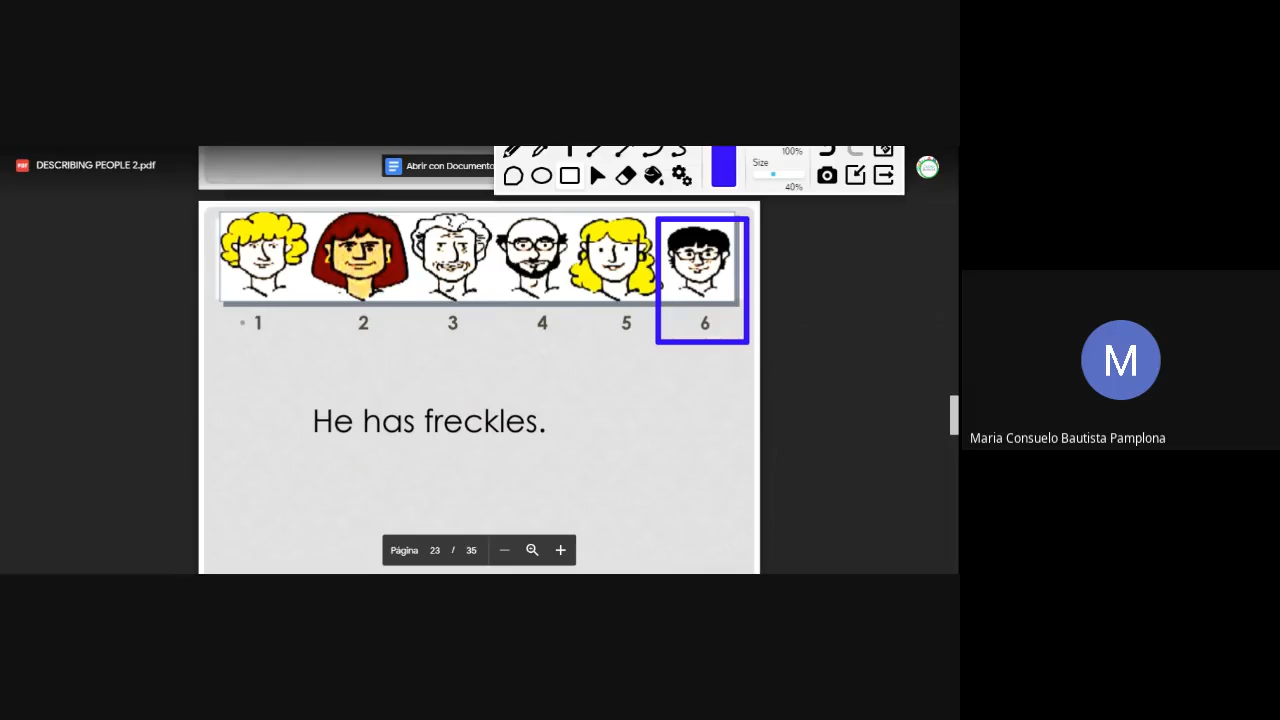 PDF DESCRIBING PEOPLE 2.pdf
Abrir con Documento
Size
100%
40%
• 1 2 3 4 5 6
He has freckles.
Página 23 / 35
M
Maria Consuelo Bautista Pamplona